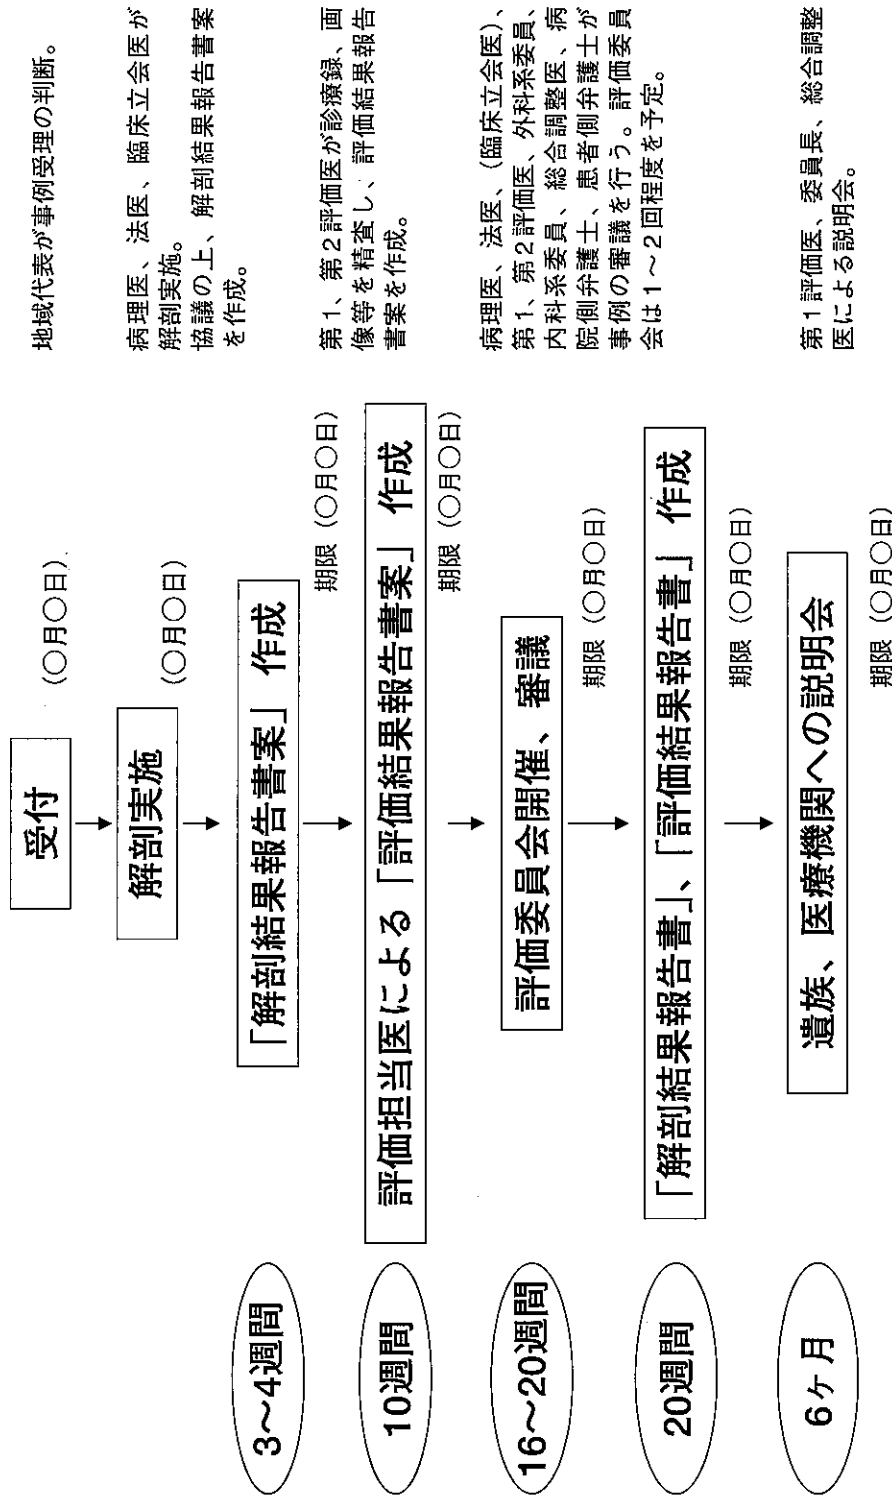 受付
(○月○日)
地域代表が事例受理の判断。
解剖実施
(○月○日)
病理医、法医、臨床立会医が
解剖実施。
協議の上、解剖結果報告書案
を作成。
3〜4週間
「解剖結果報告書案」 作成
期限 (○月○日)
10週間
評価担当医による「評価結果報告書案」 作成
期限 (○月○日)
第1、第2評価医が診療録、画
像等を精査し、評価結果報告
書案を作成。
16〜20週間
評価委員会開催、審議
期限 (○月○日)
病理医、法医、(臨床立会医)、
第1、第2評価医、外科系委員、
内科系委員、総合調整医、病
院側弁護士、患者側弁護士が
事例の審議を行う。評価委員
会は1〜2回程度を予定。
20週間
「解剖結果報告書」、「評価結果報告書」 作成
期限 (○月○日)
6ヶ月
遺族、医療機関への説明会
期限 (○月○日)
第1評価医、委員長、総合調整
医による説明会。